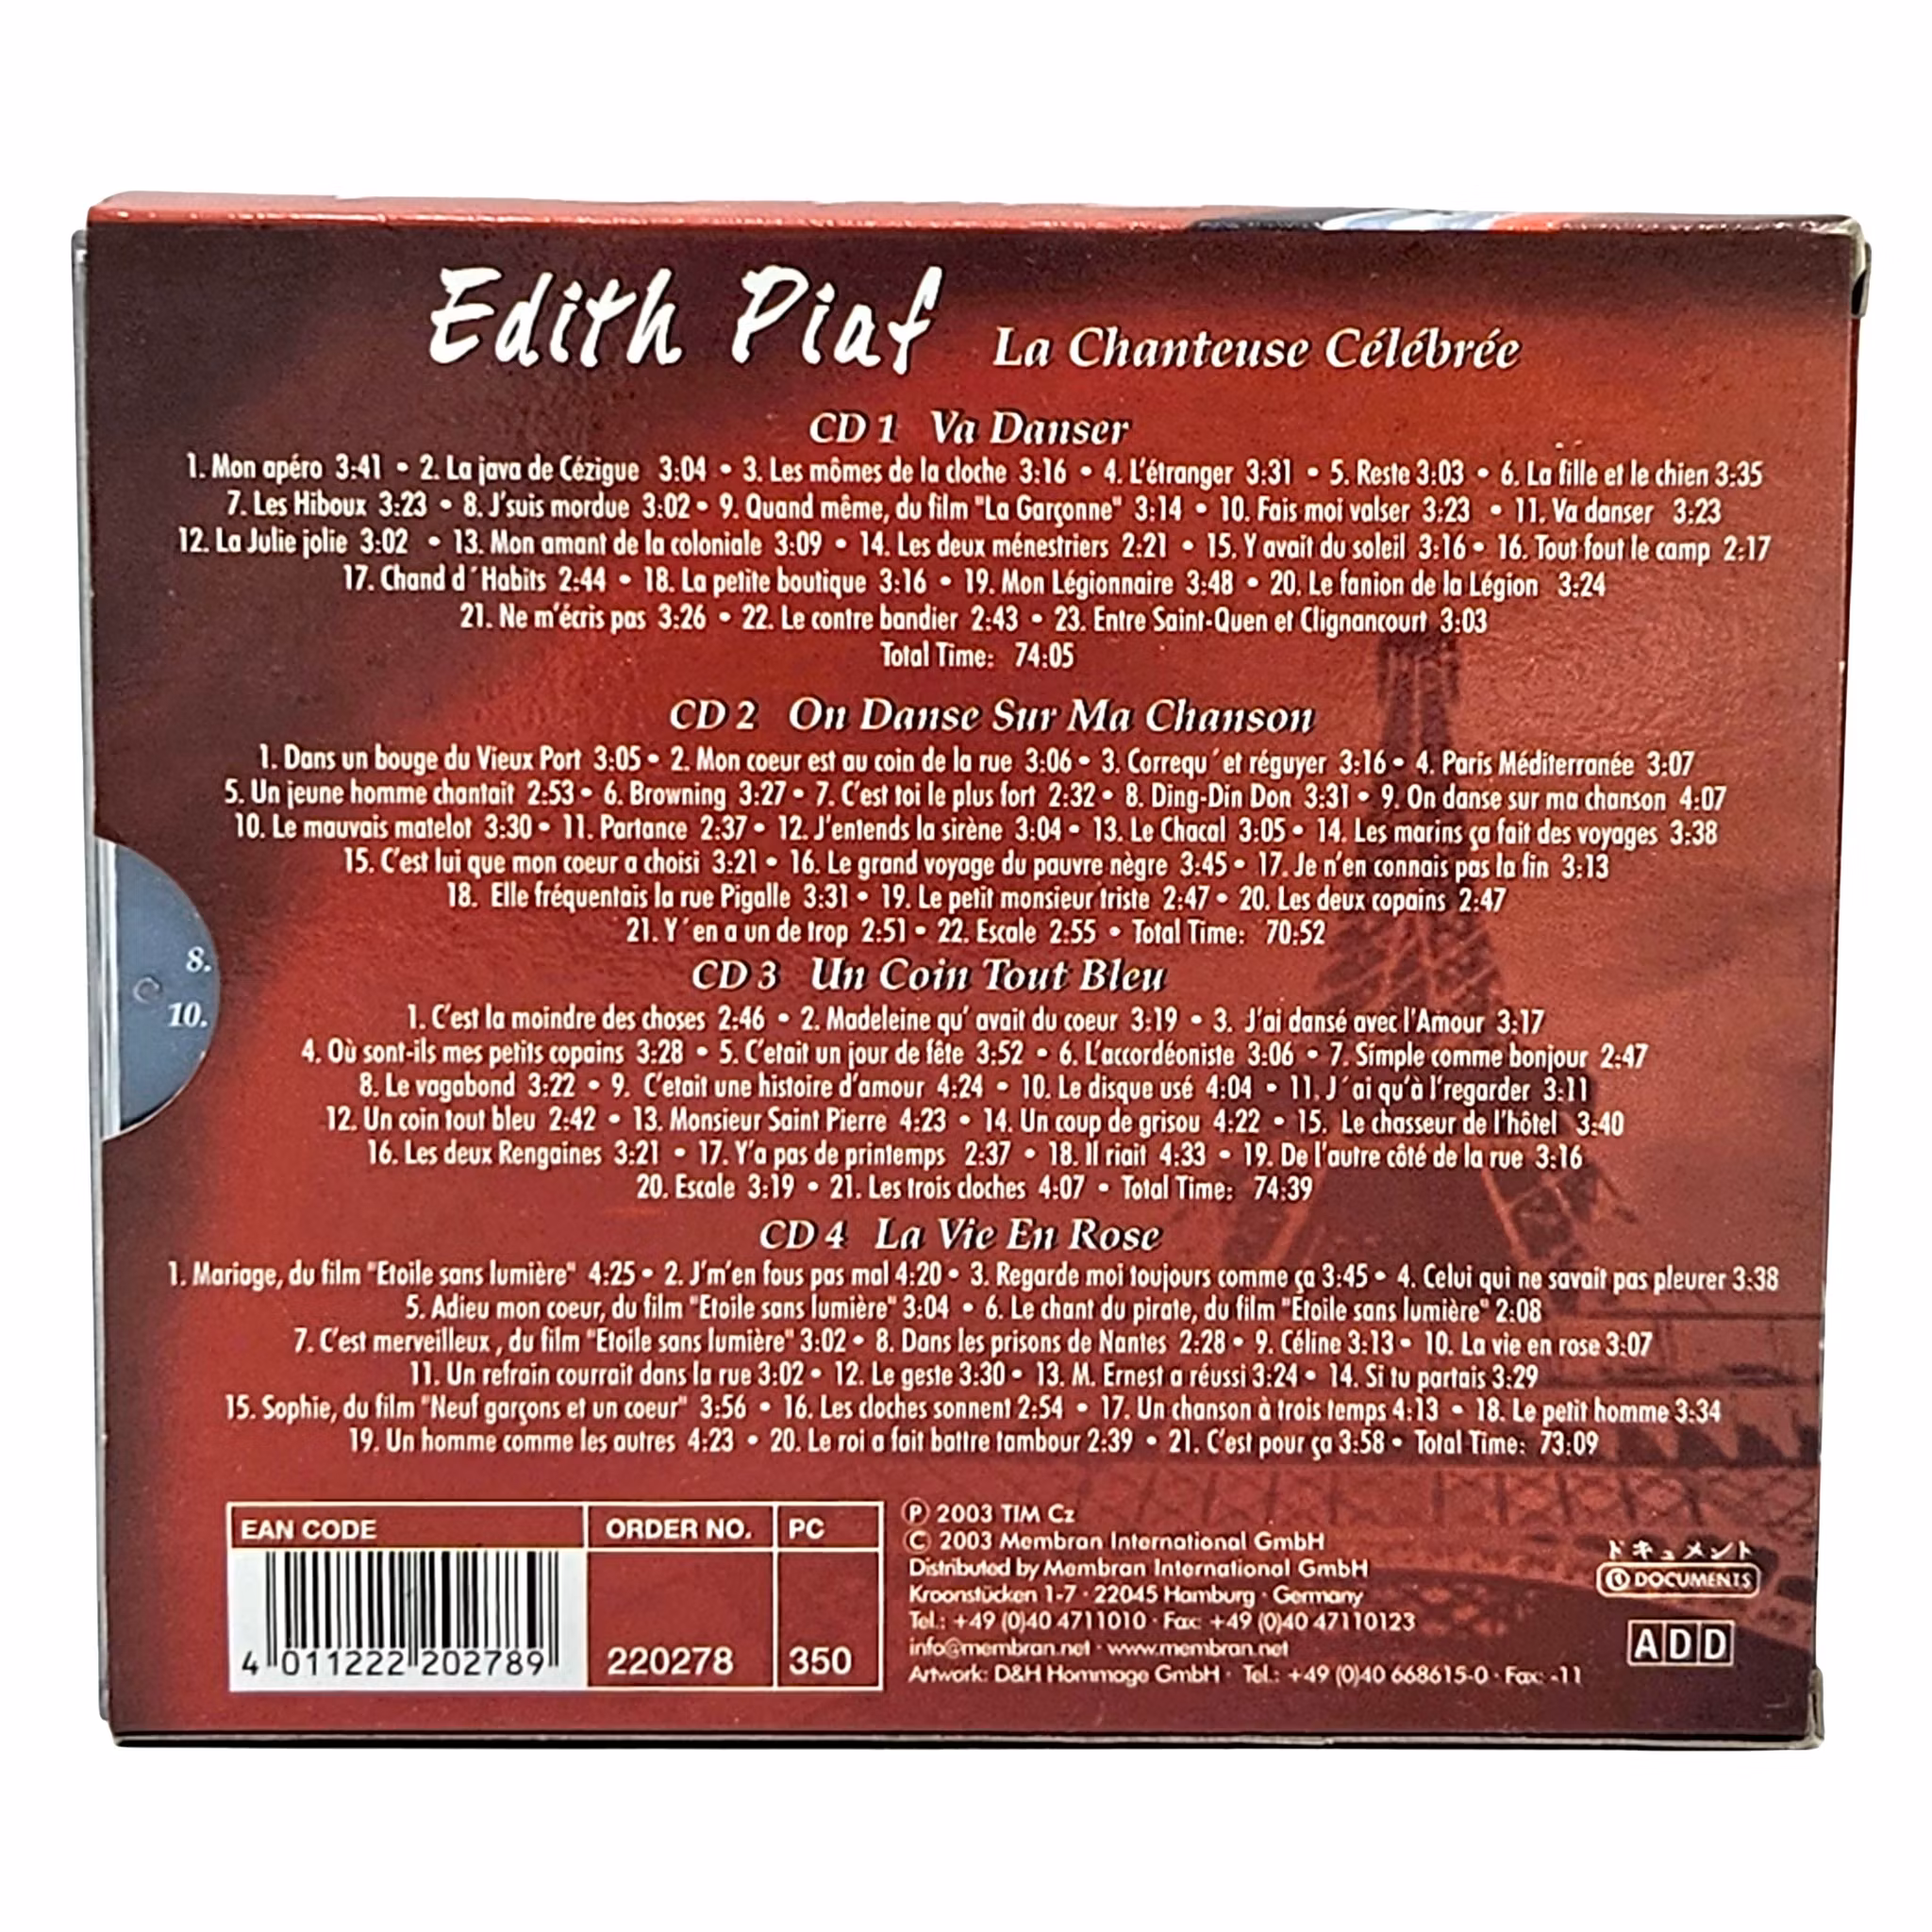 Edith Piaf La Chanteuse Célébrée
CD 1 Va Danser
1. Mon apéro 3:41 • 2. La java de Cézigue 3:04 • 3. Les mômes de la cloche 3:16 • 4. L'étranger 3:31 • 5. Reste 3:03 • 6. La fille et le chien 3:35
7. Les Hiboux 3:23 • 8. J'suis mordue 3:02 • 9. Quand même, du film "La Garçonne" 3:14 • 10. Fais moi valser 3:23 • 11. Va danser 3:23
12. La Julie jolie 3:02 • 13. Mon amant de la coloniale 3:09 • 14. Les deux ménestriers 2:21 • 15. Y avait du soleil 3:16 • 16. Tout fout le camp 2:17
17. Chand d´Habits 2:44 • 18. La petite boutique 3:16 • 19. Mon Légionnaire 3:48 • 20. Le fanion de la Légion 3:24
21. Ne m'écris pas 3:26 • 22. Le contre bandier 2:43 • 23. Entre Saint-Quen et Clignancourt 3:03
Total Time: 74:05
CD 2 On Danse Sur Ma Chanson
1. Dans un bouge du Vieux Port 3:05 • 2. Mon coeur est au coin de la rue 3:06 • 3. Correqu´et réguyer 3:16 • 4. Paris Méditerranée 3:07
5. Un jeune homme chantait 2:53 • 6. Browning 3:27 • 7. C'est toi le plus fort 2:32 • 8. Ding-Din Don 3:31 • 9. On danse sur ma chanson 4:07
10. Le mauvais matelot 3:30 • 11. Partance 2:37 • 12. J'entends la sirène 3:04 • 13. Le Chacal 3:05 • 14. Les marins ça fait des voyages 3:38
15. C'est lui que mon coeur a choisi 3:21 • 16. Le grand voyage du pauvre nègre 3:45 • 17. Je n'en connais pas la fin 3:13
18. Elle fréquentais la rue Pigalle 3:31 • 19. Le petit monsieur triste 2:47 • 20. Les deux copains 2:47
21. Y´en a un de trop 2:51 • 22. Escale 2:55 • Total Time: 70:52
8.
10.
CD 3 Un Coin Tout Bleu
1. C'est la moindre des choses 2:46 • 2. Madeleine qu' avait du coeur 3:19 • 3. J'ai dansé avec l'Amour 3:17
4. Où sont-ils mes petits copains 3:28 • 5. C'etait un jour de fête 3:52 • 6. L'accordéoniste 3:06 • 7. Simple comme bonjour 2:47
8. Le vagabond 3:22 • 9. C'etait une histoire d'amour 4:24 • 10. Le disque usé 4:04 • 11. J´ai qu'à l'regarder 3:11
12. Un coin tout bleu 2:42 • 13. Monsieur Saint Pierre 4:23 • 14. Un coup de grisou 4:22 • 15. Le chasseur de l'hôtel 3:40
16. Les deux Rengaines 3:21 • 17. Y'a pas de printemps 2:37 • 18. Il riait 4:33 • 19. De l'autre côté de la rue 3:16
20. Escale 3:19 • 21. Les trois cloches 4:07 • Total Time: 74:39
CD 4 La Vie En Rose
1. Mariage, du film "Etoile sans lumière" 4:25 • 2. J'm'en fous pas mal 4:20 • 3. Regarde moi toujours comme ça 3:45 • 4. Celui qui ne savait pas pleurer 3:38
5. Adieu mon coeur, du film "Etoile sans lumière" 3:04 • 6. Le chant du pirate, du film "Etoile sans lumière" 2:08
7. C'est merveilleux , du film "Etoile sans lumière" 3:02 • 8. Dans les prisons de Nantes 2:28 • 9. Céline 3:13 • 10. La vie en rose 3:07
11. Un refrain courrait dans la rue 3:02 • 12. Le geste 3:30 • 13. M. Ernest a réussi 3:24 • 14. Si tu partais 3:29
15. Sophie, du film "Neuf garçons et un coeur" 3:56 • 16. Les cloches sonnent 2:54 • 17. Un chanson à trois temps 4:13 • 18. Le petit homme 3:34
19. Un homme comme les autres 4:23 • 20. Le roi a fait battre tambour 2:39 • 21. C'est pour ça 3:58 • Total Time: 73:09
EAN CODE ORDER NO. PC
4 011222 202789 220278 350
Ⓟ 2003 TIM Cz
© 2003 Membran International GmbH
Distributed by Membran International GmbH
Kroonstücken 1-7 · 22045 Hamburg · Germany
Tel.: +49 (0)40 4711010 · Fax: +49 (0)40 47110123
info@membran.net · www.membran.net
Artwork: D&H Hommage GmbH · Tel.: +49 (0)40 668615-0 · Fax: -11
ドキュメント
DOCUMENTS
ADD